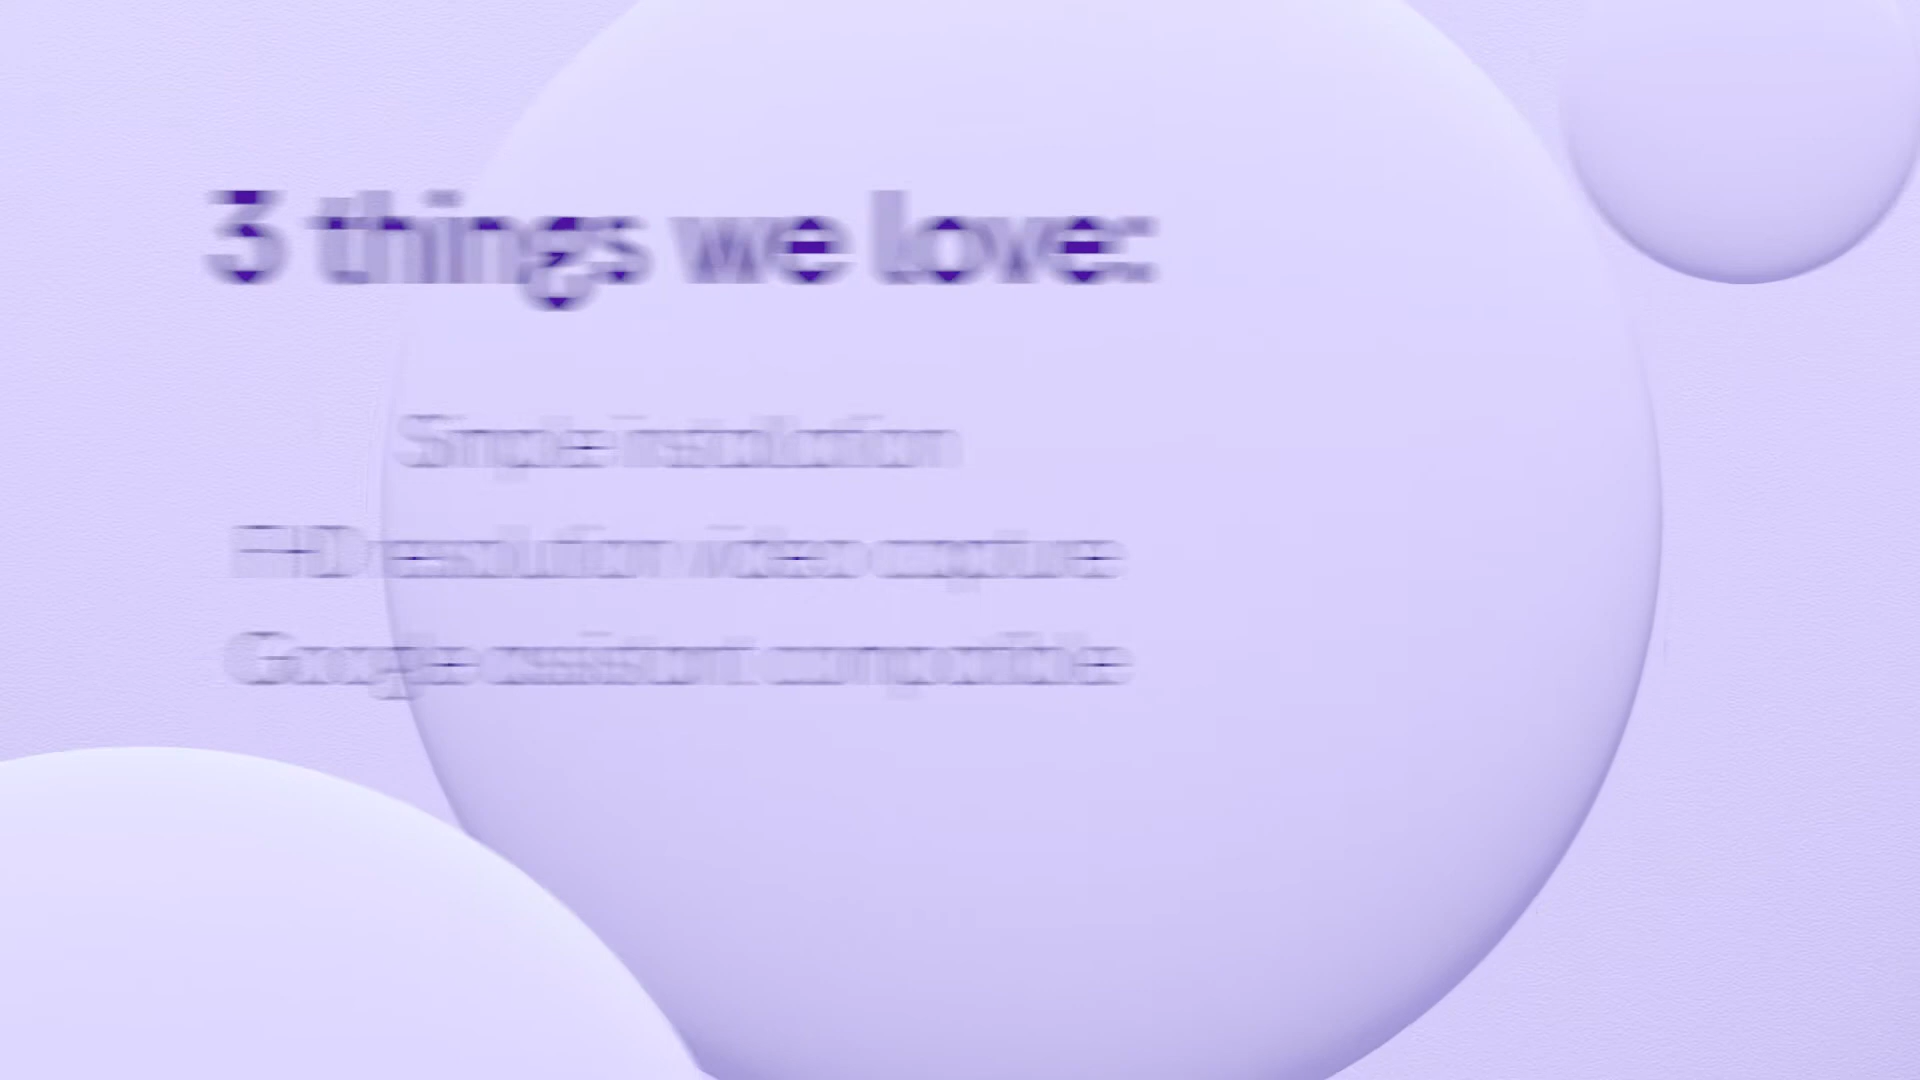 3 things we love:
Simple installation
FHD resolution video capture
Google assistant compatible